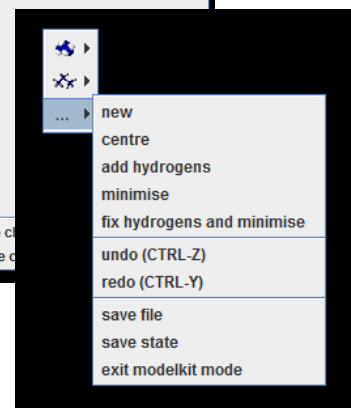 ...
new
centre
add hydrogens
minimise
fix hydrogens and minimise
undo (CTRL-Z)
redo (CTRL-Y)
save file
save state
exit modelkit mode